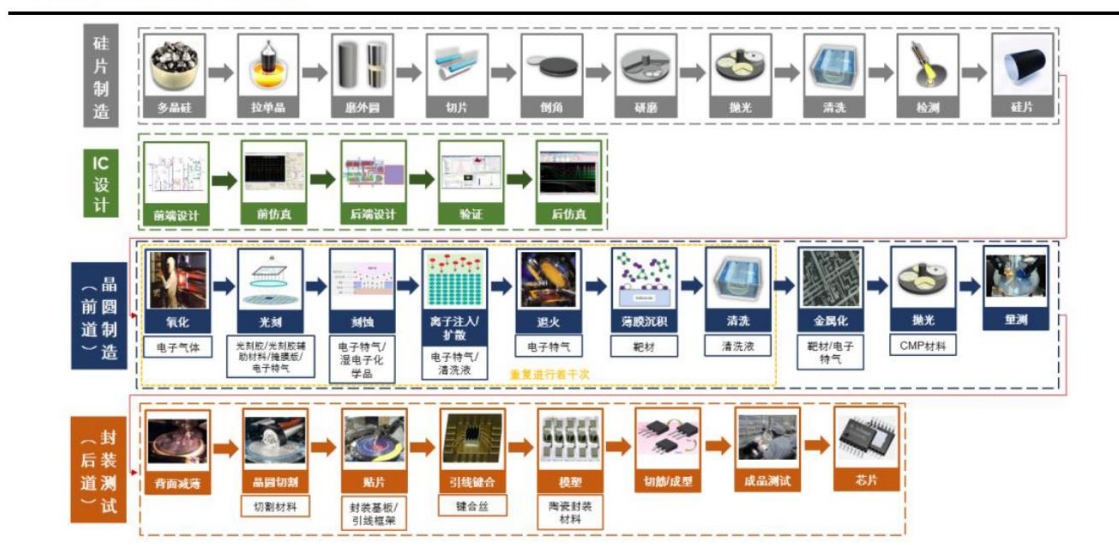 硅片制造
多晶硅
拉单晶
磨外圆
切片
倒角
研磨
抛光
清洗
检测
硅片
IC设计
前端设计
前仿真
后端设计
验证
后仿真
晶圆制造
（前道）
氧化
光刻
刻蚀
离子注入/
扩散
退火
薄膜沉积
清洗
金属化
抛光
量测
电子气体
光刻胶/光刻胶辅
助材料/掩膜版/
电子特气
电子特气/
湿电子化
学品
电子特气/
清洗液
电子特气
靶材
清洗液
靶材/电子
特气
CMP材料
重复进行若干次
封装测试
（后道）
背面减薄
晶圆切割
贴片
引线键合
模塑
切筋/成型
成品测试
芯片
切割材料
封装基板/
引线框架
键合丝
陶瓷封装
材料